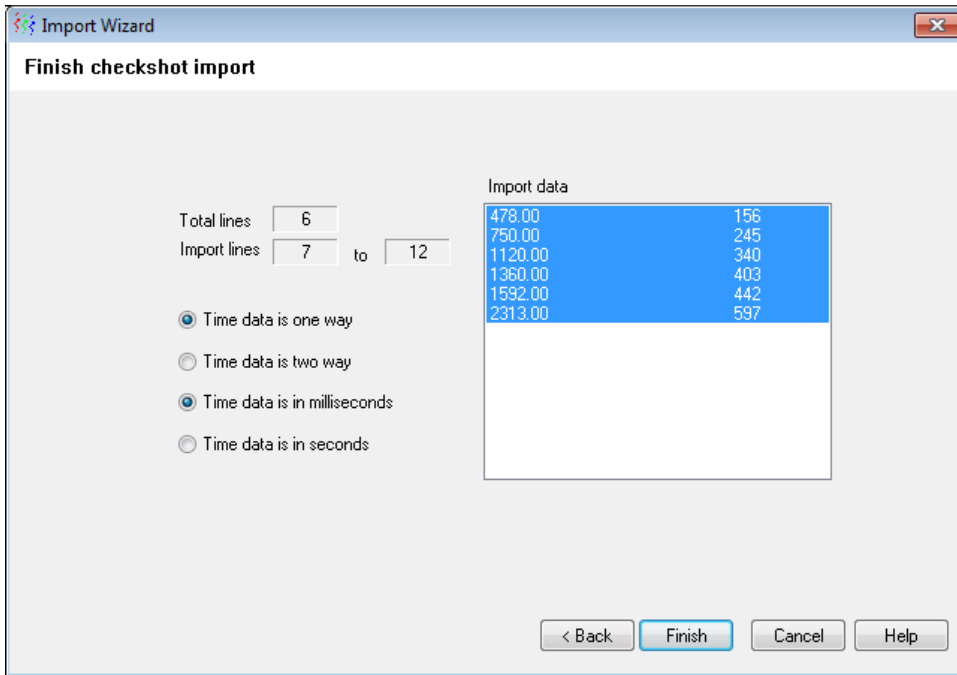 Import Wizard
Finish checkshot import
Import data
Total lines 6
Import lines 7 to 12
478.00 156
750.00 245
1120.00 340
1360.00 403
1592.00 442
2313.00 597
Time data is one way
Time data is two way
Time data is in milliseconds
Time data is in seconds
< Back Finish Cancel Help